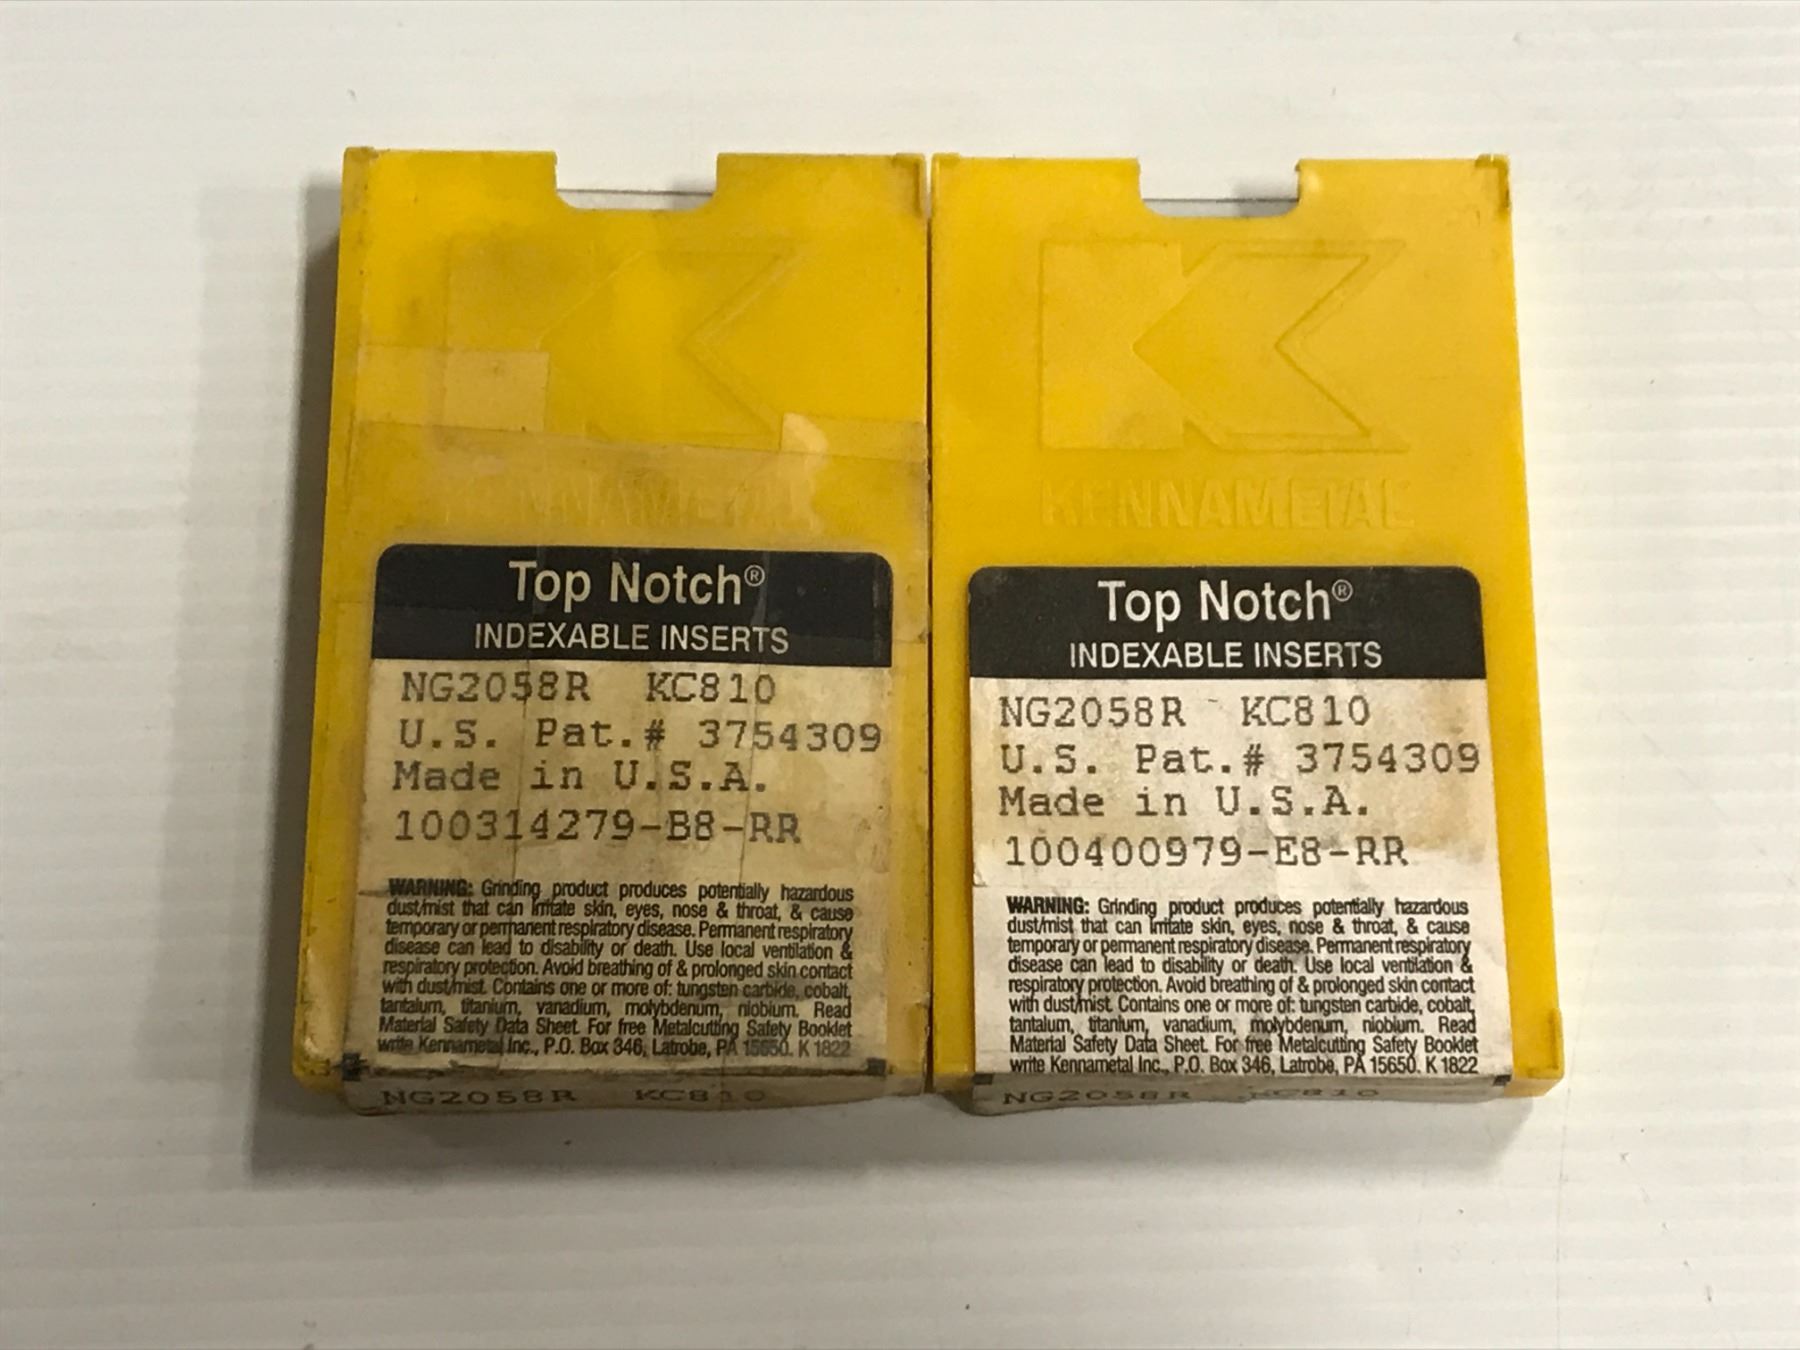 KENNAMETAL
Top Notch®
INDEXABLE INSERTS
NG2058R KC810
U.S. Pat.# 3754309
Made in U.S.A.
100314279-B8-RR
WARNING: Grinding product produces potentially hazardous
dust/mist that can irritate skin, eyes, nose & throat, & cause
temporary or permanent respiratory disease. Permanent respiratory
disease can lead to disability or death. Use local ventilation &
respiratory protection. Avoid breathing of & prolonged skin contact
with dust/mist. Contains one or more of: tungsten carbide, cobalt,
tantalum, titanium, vanadium, molybdenum, niobium. Read
Material Safety Data Sheet. For free Metalcutting Safety Booklet
write Kennametal Inc., P.O. Box 346, Latrobe, PA 15650. K 1822
NG2058R KC810
KENNAMETAL
Top Notch®
INDEXABLE INSERTS
NG2058R KC810
U.S. Pat.# 3754309
Made in U.S.A.
100400979-E8-RR
WARNING: Grinding product produces potentially hazardous
dust/mist that can irritate skin, eyes, nose & throat, & cause
temporary or permanent respiratory disease. Permanent respiratory
disease can lead to disability or death. Use local ventilation &
respiratory protection. Avoid breathing of & prolonged skin contact
with dust/mist. Contains one or more of: tungsten carbide, cobalt,
tantalum, titanium, vanadium, molybdenum, niobium. Read
Material Safety Data Sheet. For free Metalcutting Safety Booklet
write Kennametal Inc., P.O. Box 346, Latrobe, PA 15650. K 1822
NG2058R KC810